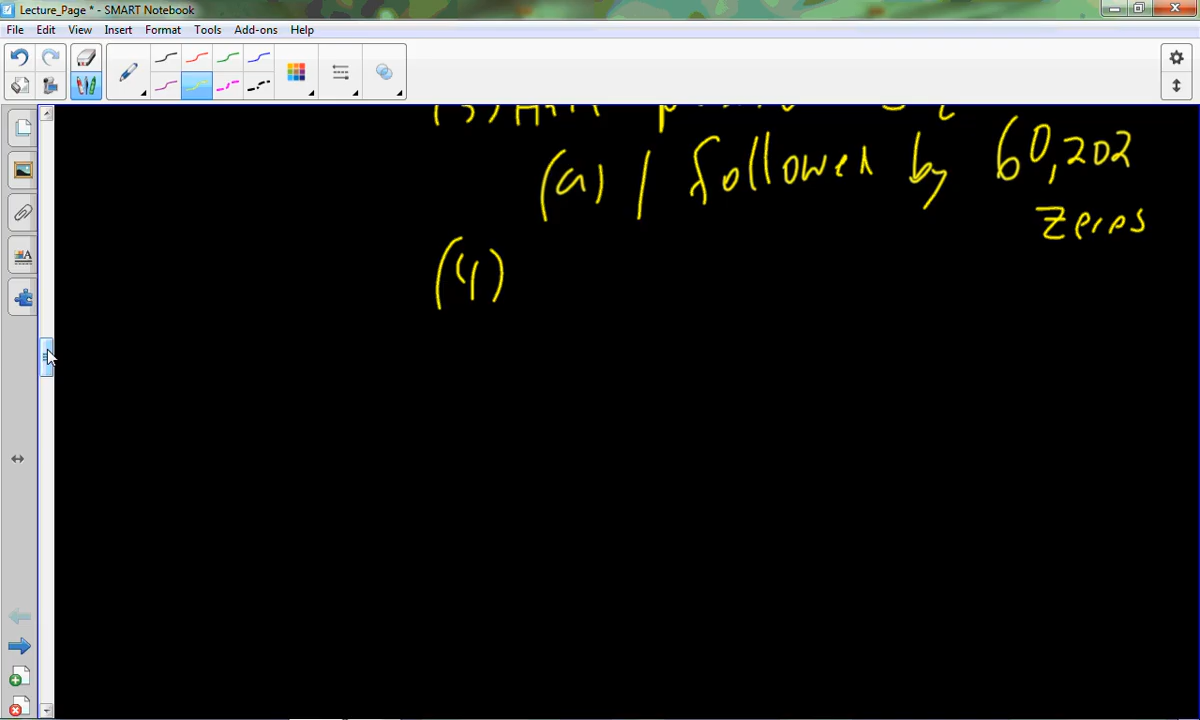 Lecture_Page * - SMART Notebook
File Edit View Insert Format Tools Add-ons Help
(3)
(a) 1 followed by 60,202
zeros
(4)